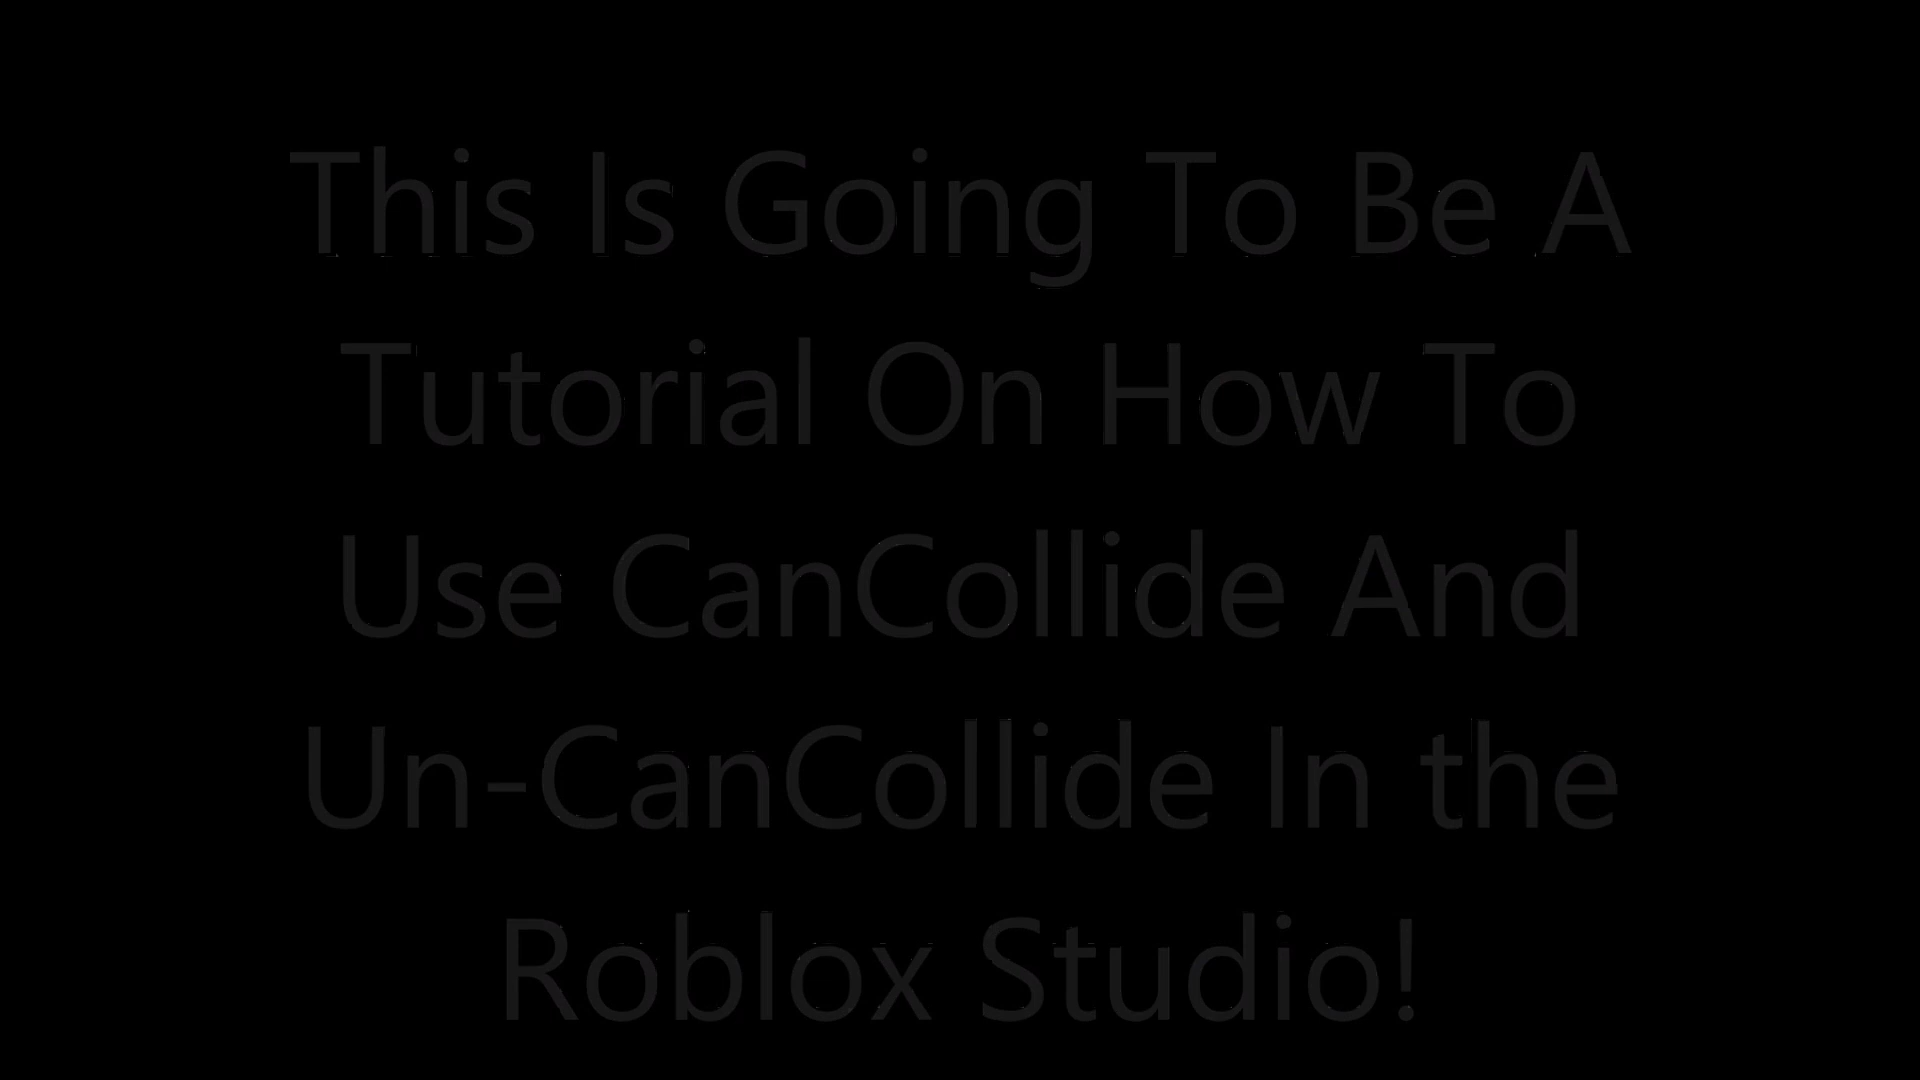 This Is Going To Be A
Tutorial On How To
Use CanCollide And
Un-CanCollide In the
Roblox Studio!